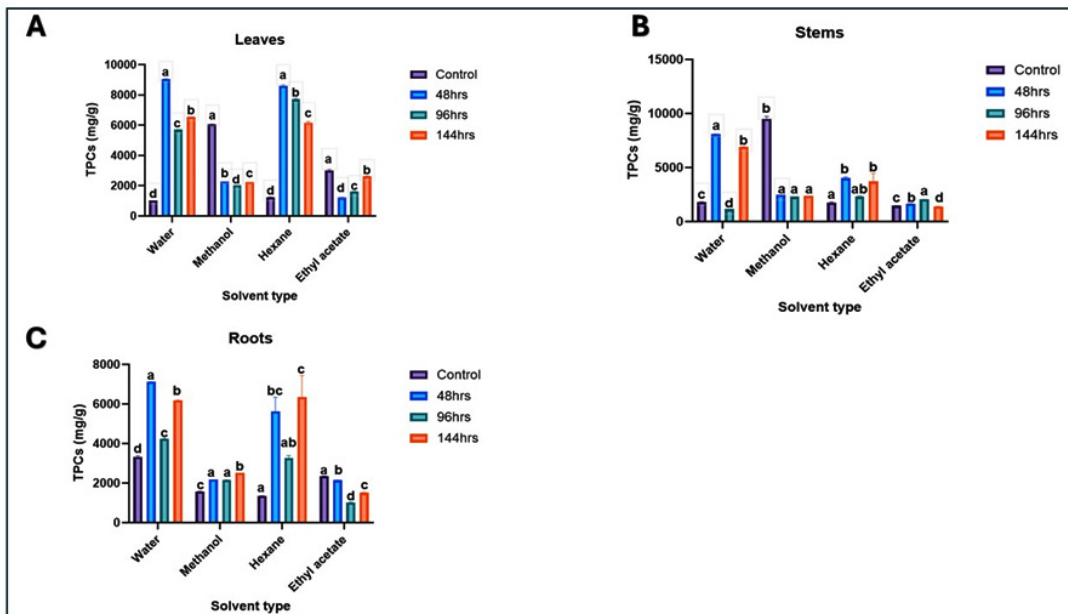 A
Leaves
TPCs (mg/g)
10000
8000
6000
4000
2000
0
d a c b
a b d c
d a b c
a d c b
Water
Methanol
Hexane
Ethyl acetate
Solvent type
Control
48hrs
96hrs
144hrs
B
Stems
TPCs (mg/g)
15000
10000
5000
0
c a d b
b a a a
a b ab b
c b a d
Water
Methanol
Hexane
Ethyl acetate
Solvent type
Control
48hrs
96hrs
144hrs
C
Roots
TPCs (mg/g)
8000
6000
4000
2000
0
d a c b
c a a b
a bc ab c
a b d c
Water
Methanol
Hexane
Ethyl acetate
Solvent type
Control
48hrs
96hrs
144hrs